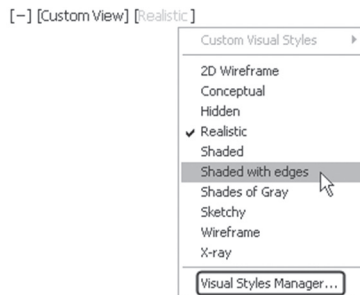 [−] [Custom View] [Realistic]
Custom Visual Styles
2D Wireframe
Conceptual
Hidden
Realistic
Shaded
Shaded with edges
Shades of Gray
Sketchy
Wireframe
X-ray
Visual Styles Manager...